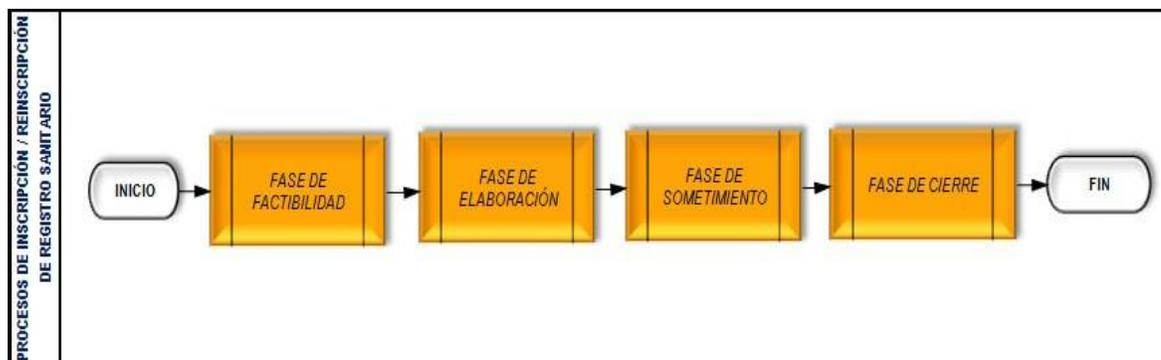 PROCESOS DE INSCRIPCIÓN / REINSCRIPCIÓN
DE REGISTRO SANITARIO
INICIO
FASE DE
FACTIBILIDAD
FASE DE
ELABORACIÓN
FASE DE
SOMETIMIENTO
FASE DE CIERRE
FIN